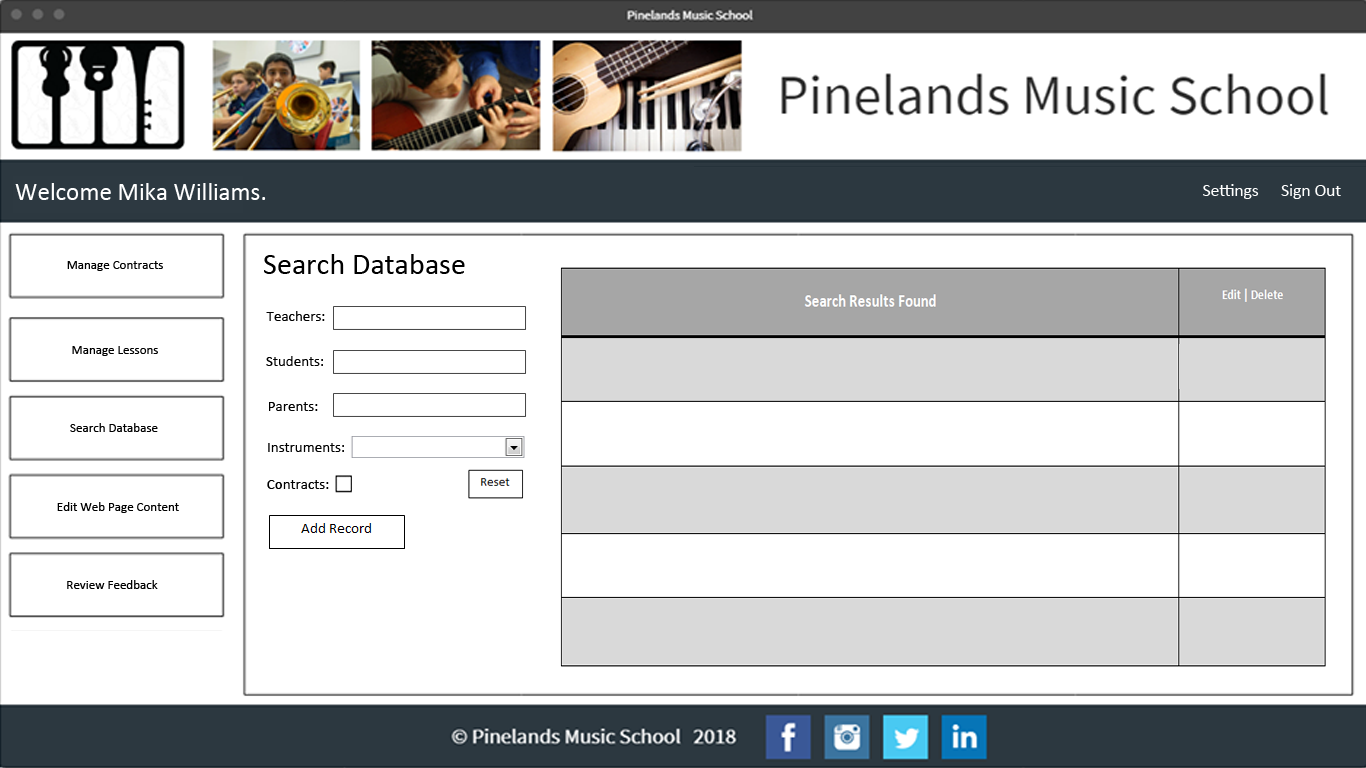 Pinelands Music School
Pinelands Music School
Welcome Mika Williams.
Settings
Sign Out
Manage Contracts
Manage Lessons
Search Database
Edit Web Page Content
Review Feedback
Search Database
Teachers:
Students:
Parents:
Instruments:
Contracts:
Reset
Add Record
Search Results Found
Edit | Delete
© Pinelands Music School 2018
f
in